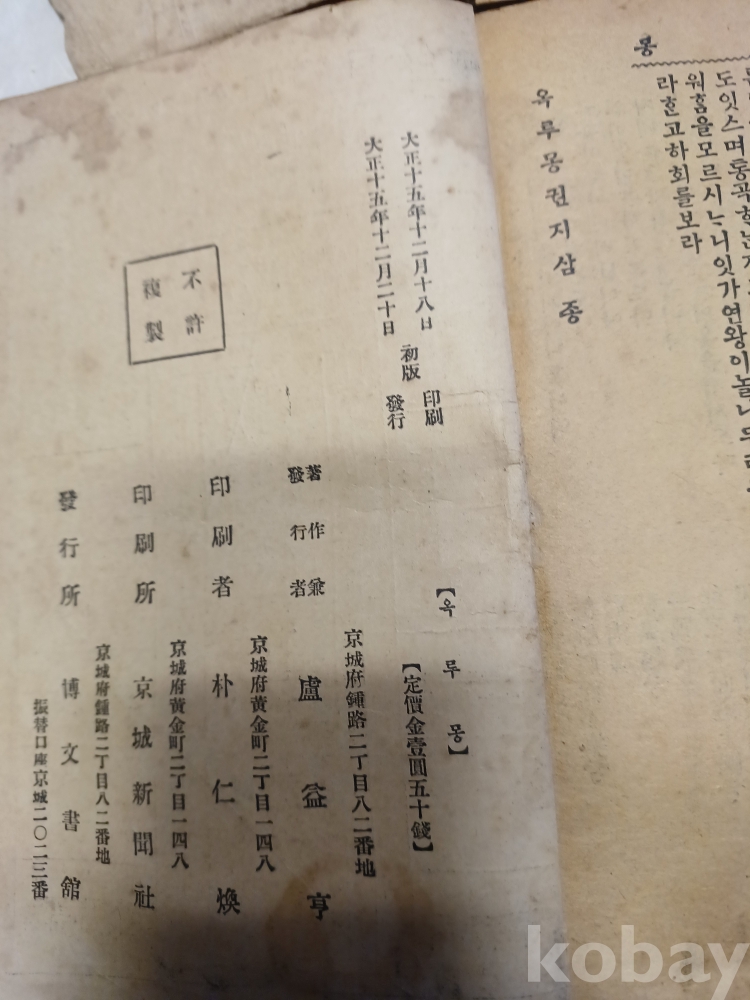 몽
워홈을모르시ᄂᆞ니잇가연왕이놀나
라ᄒᆞ고하회를보라
옥루몽권지삼 종
【옥루몽】
【定價金壹圓五十錢】
大正十五年十二月十八日 初版 印刷
大正十五年十二月二十日 發行
不許
複製
京城府鍾路二丁目八二番地
著作兼
發行者 盧益亨
京城府黃金町二丁目一四八
印刷者 朴仁煥
京城府黃金町二丁目一四八
印刷所 京城新聞社
京城府鍾路二丁目八二番地
發行所 博文書舘
振替口座京城二〇二三番
kobay